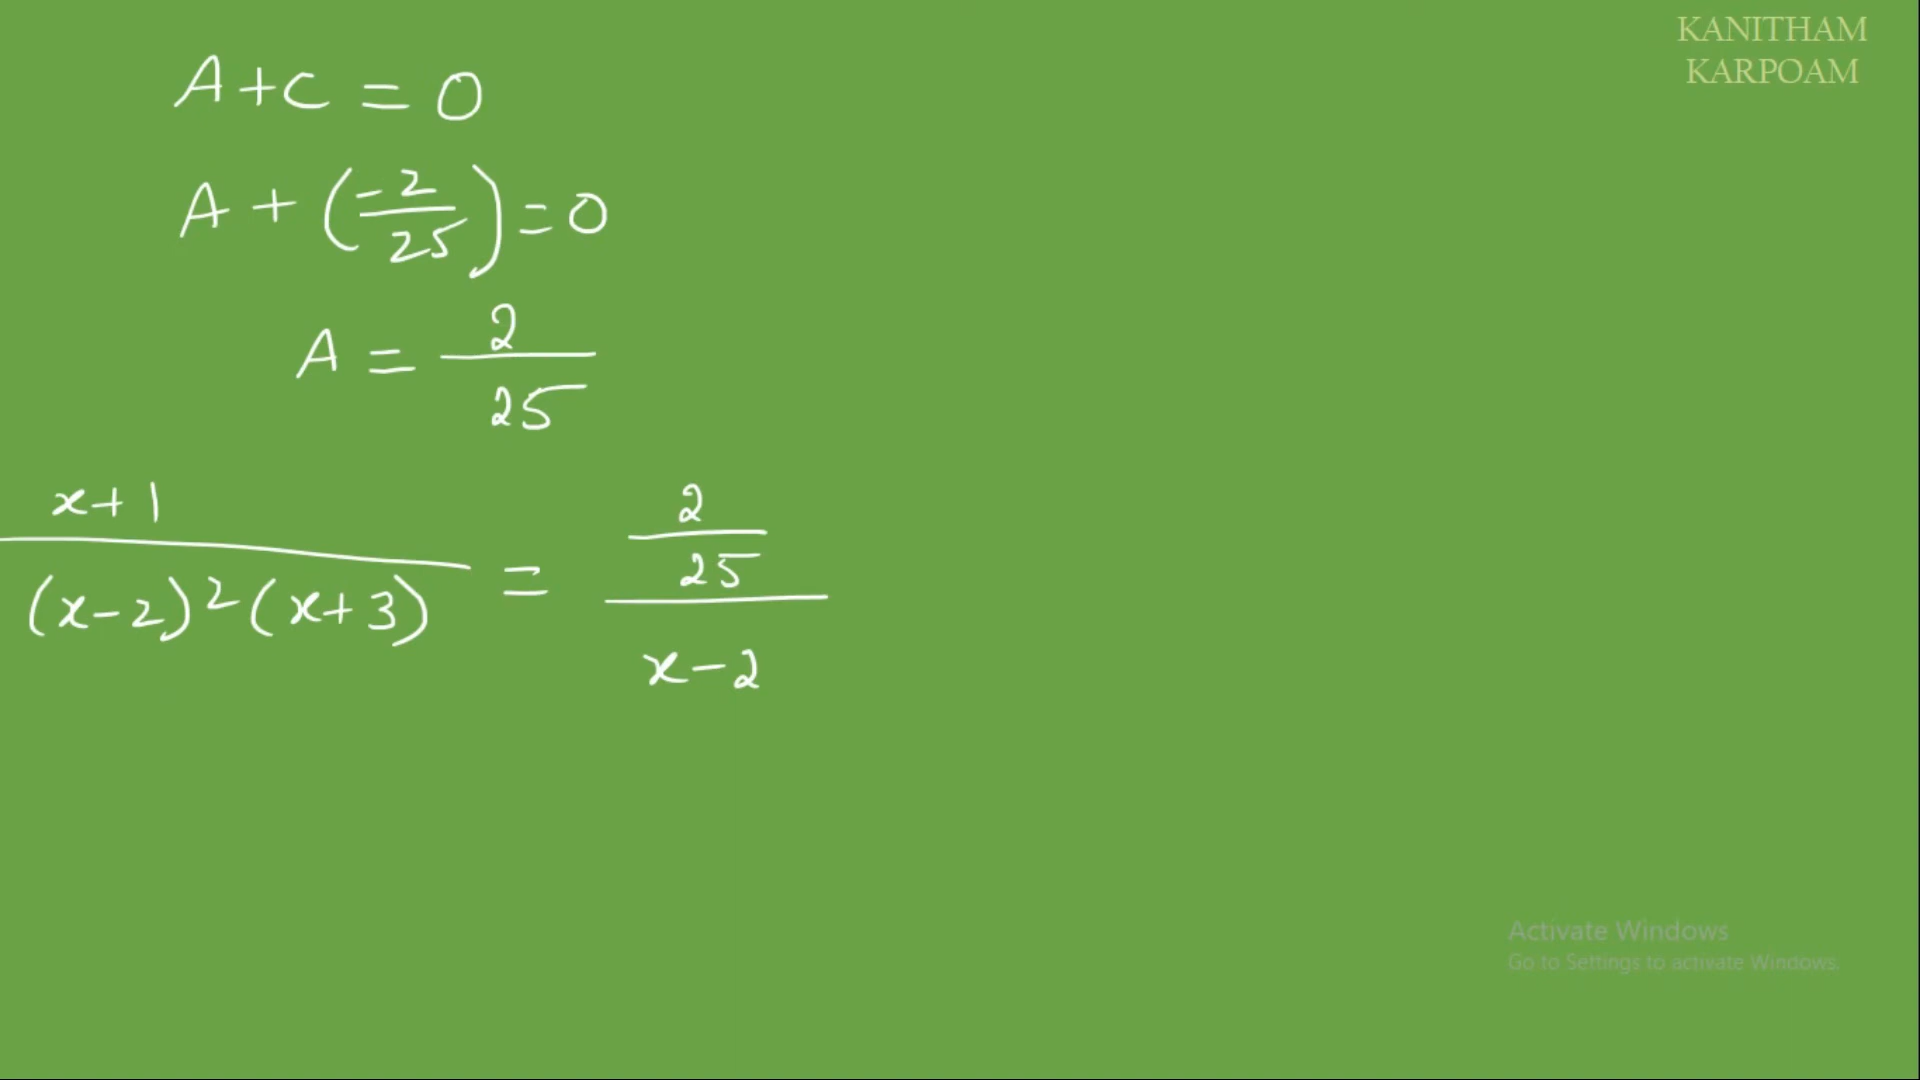 KANITHAM
KARPOAM
A+C = 0
A + (-2/25) = 0
A = 2/25
x+1/(x-2)²(x+3) = 2/25/x-2
Activate Windows
Go to Settings to activate Windows.